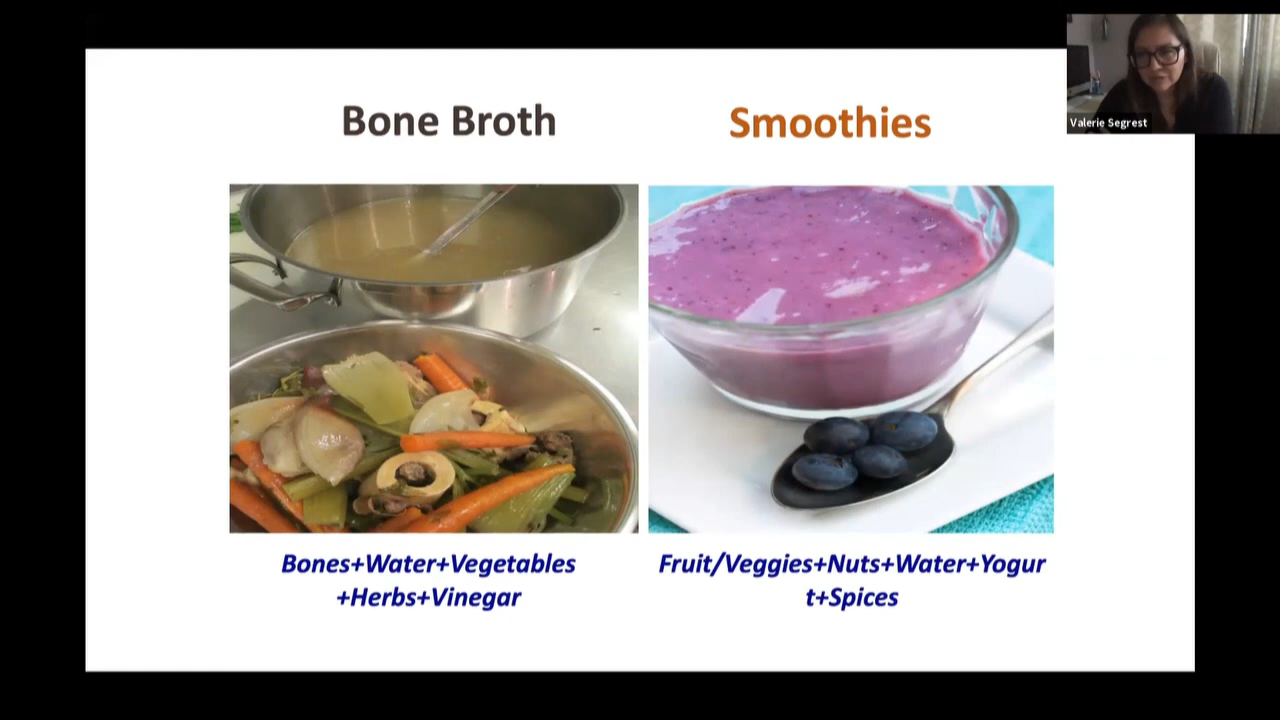 Bone Broth
Smoothies
Valerie Segrest
Bones+Water+Vegetables
+Herbs+Vinegar
Fruit/Veggies+Nuts+Water+Yogur
t+Spices